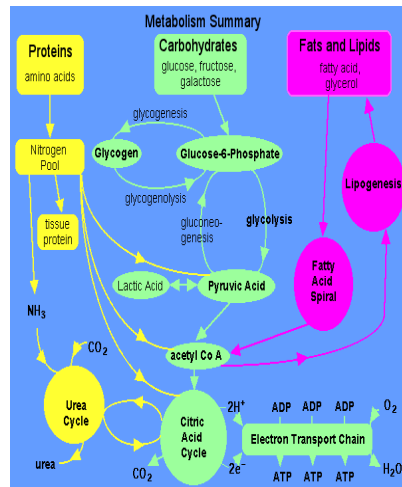 Metabolism Summary
Proteins
amino acids
Carbohydrates
glucose, fructose,
galactose
Fats and Lipids
fatty acid,
glycerol
glycogenesis
Nitrogen
Pool
Glycogen
Glucose-6-Phosphate
Lipogenesis
glycogenolysis
tissue
protein
gluconeo-
genesis
glycolysis
Lactic Acid
Pyruvic Acid
Fatty
Acid
Spiral
NH₃
CO₂
acetyl Co A
Urea
Cycle
urea
Citric
Acid
Cycle
CO₂
2H⁺
2e⁻
ADP ADP ADP
O₂
Electron Transport Chain
ATP ATP ATP
H₂O